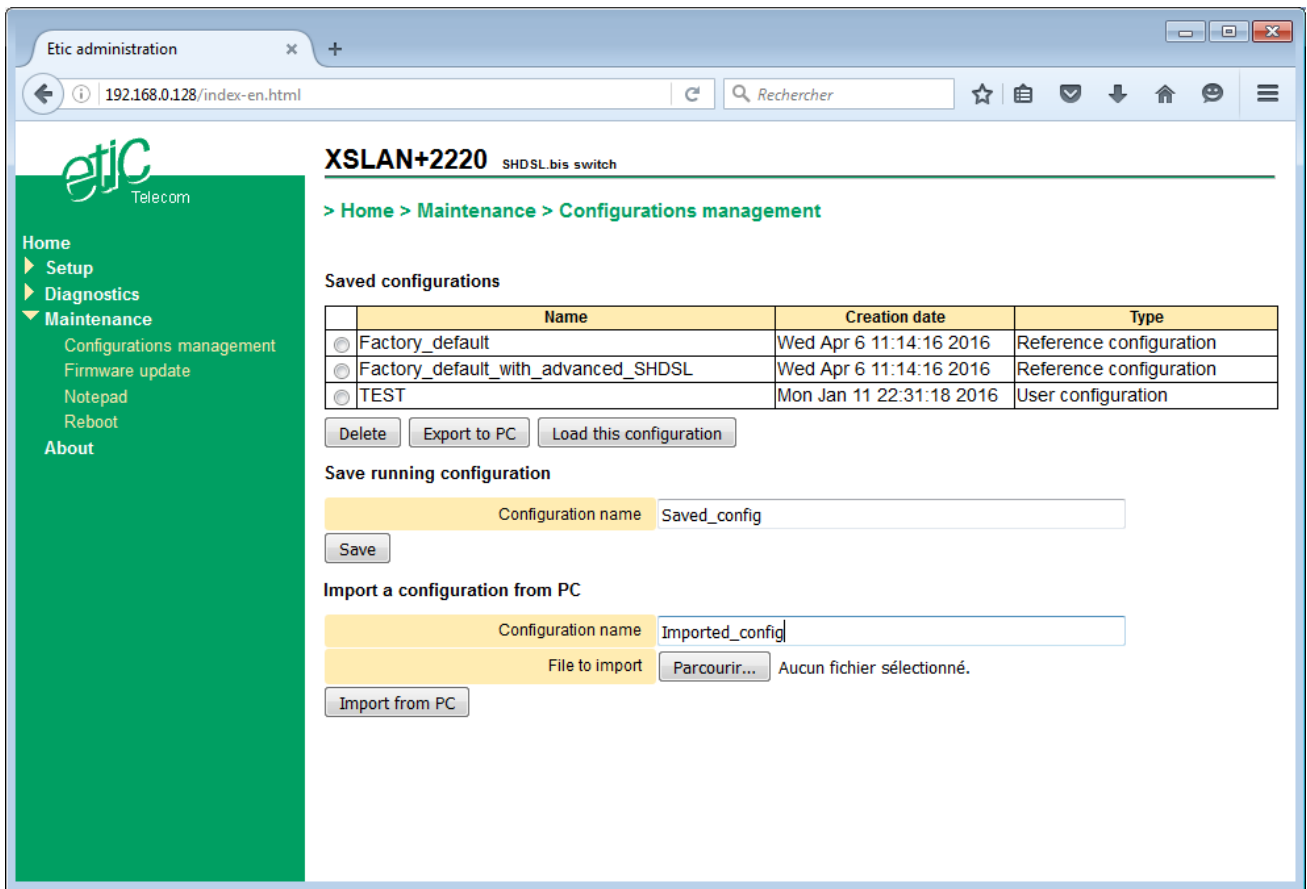 Etic administration
192.168.0.128/index-en.html
Rechercher
etic
Telecom
Home
Setup
Diagnostics
Maintenance
Configurations management
Firmware update
Notepad
Reboot
About
XSLAN+2220 SHDSL.bis switch
> Home > Maintenance > Configurations management
Saved configurations
Name Creation date Type
Factory_default Wed Apr 6 11:14:16 2016 Reference configuration
Factory_default_with_advanced_SHDSL Wed Apr 6 11:14:16 2016 Reference configuration
TEST Mon Jan 11 22:31:18 2016 User configuration
Delete Export to PC Load this configuration
Save running configuration
Configuration name Saved_config
Save
Import a configuration from PC
Configuration name Imported_config
File to import Parcourir... Aucun fichier sélectionné.
Import from PC